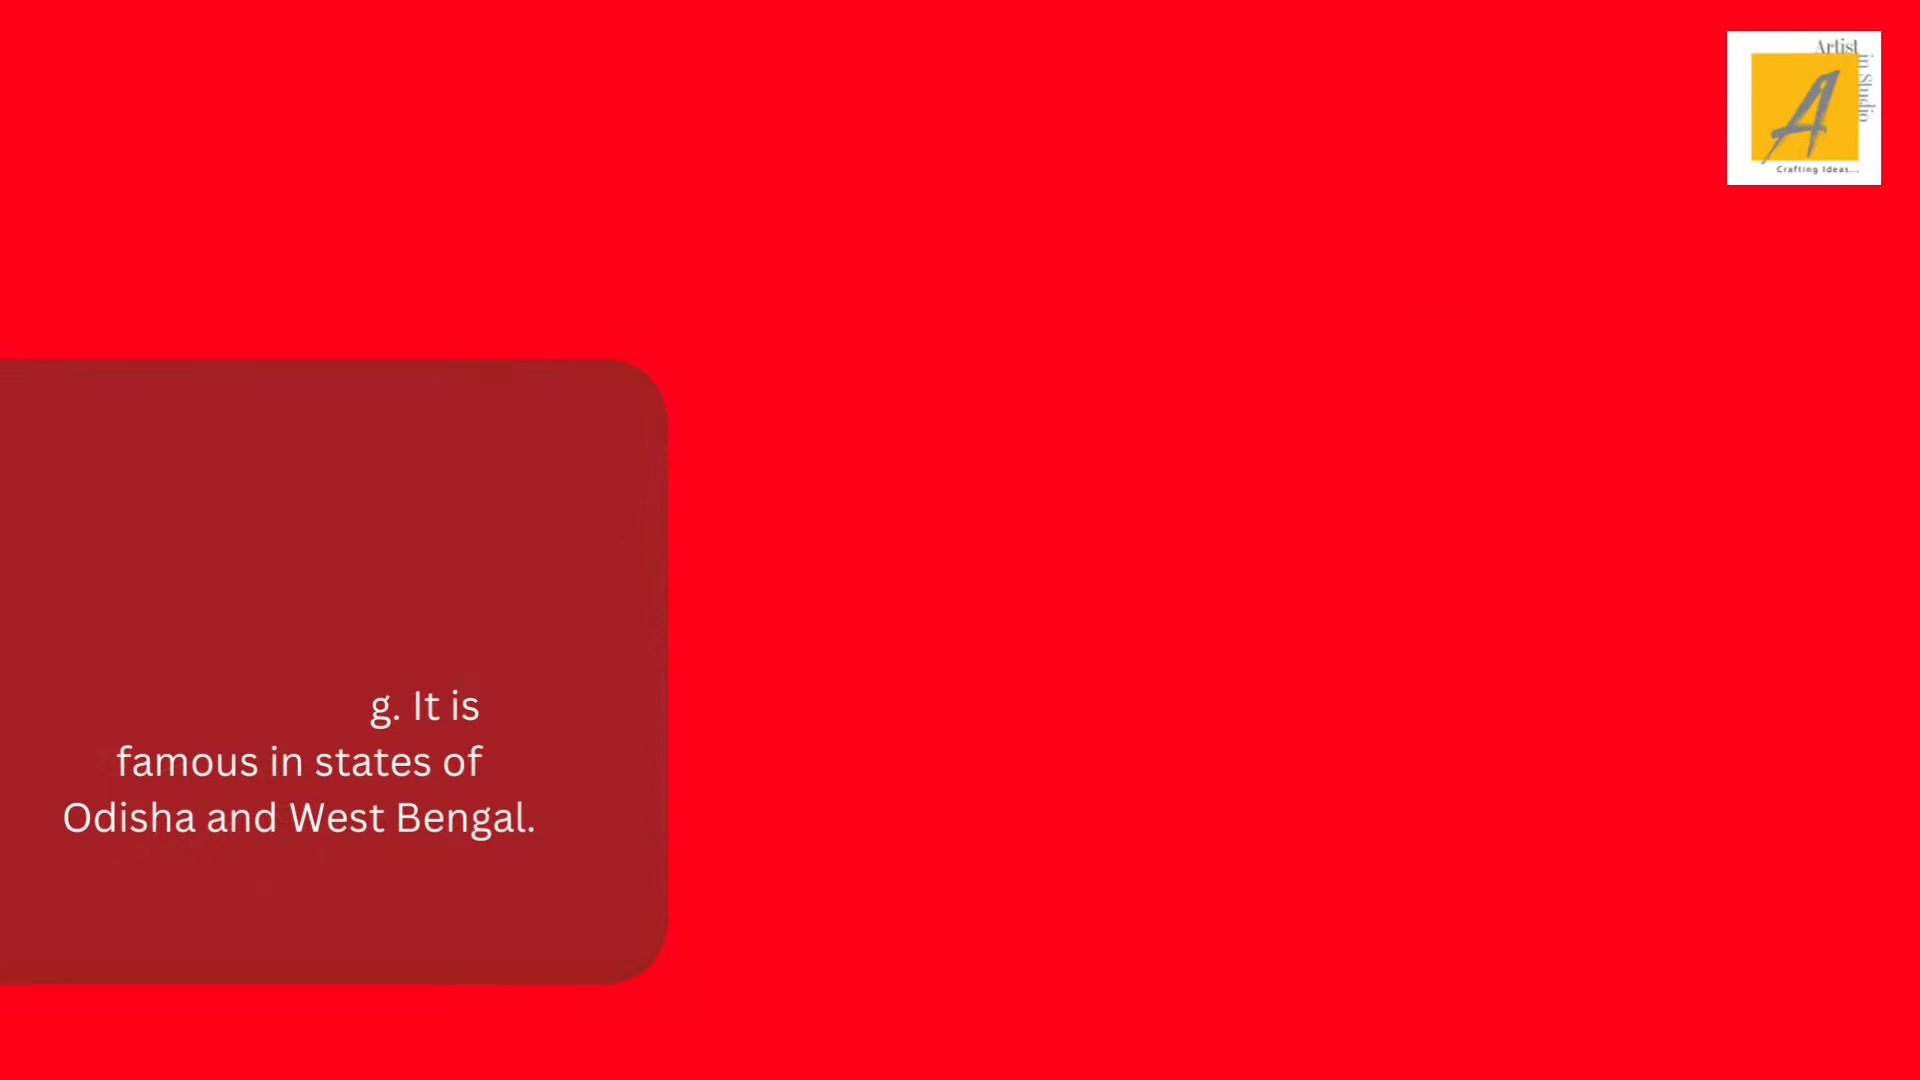 Artist
in Studio
A
Crafting Ideas...
g. It is
famous in states of
Odisha and West Bengal.